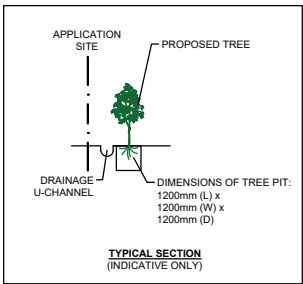 APPLICATION
SITE
PROPOSED TREE
DRAINAGE
U-CHANNEL
DIMENSIONS OF TREE PIT:
1200mm (L) x
1200mm (W) x
1200mm (D)
TYPICAL SECTION
(INDICATIVE ONLY)